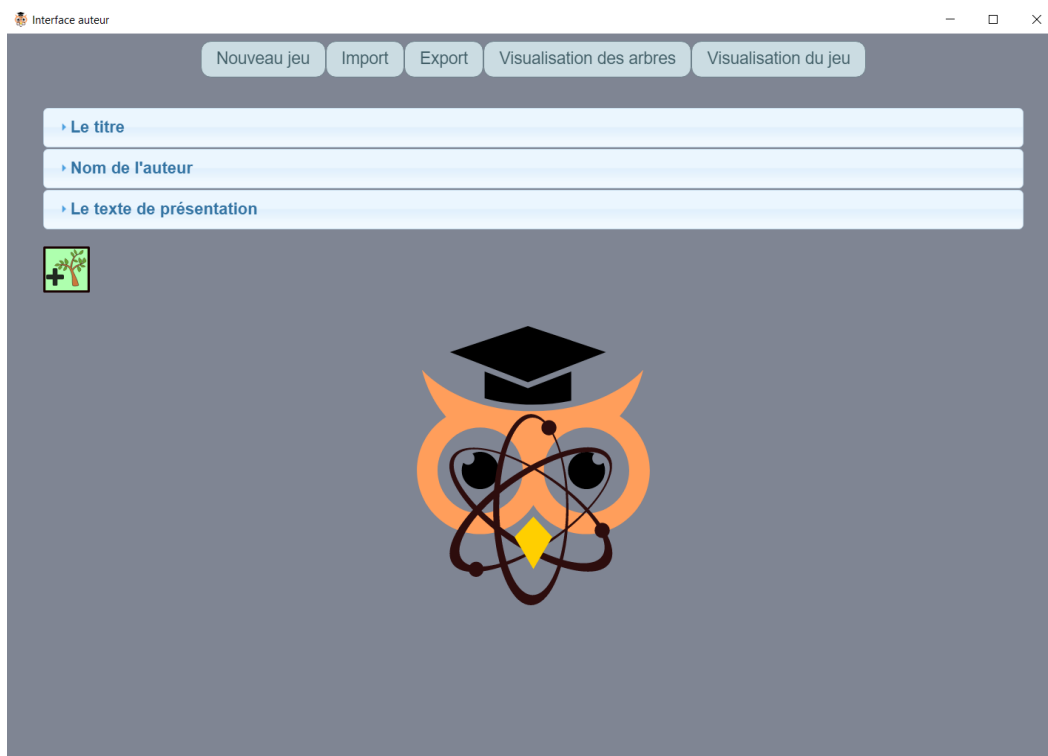 Interface auteur
Nouveau jeu Import Export Visualisation des arbres Visualisation du jeu
Le titre
Nom de l'auteur
Le texte de présentation